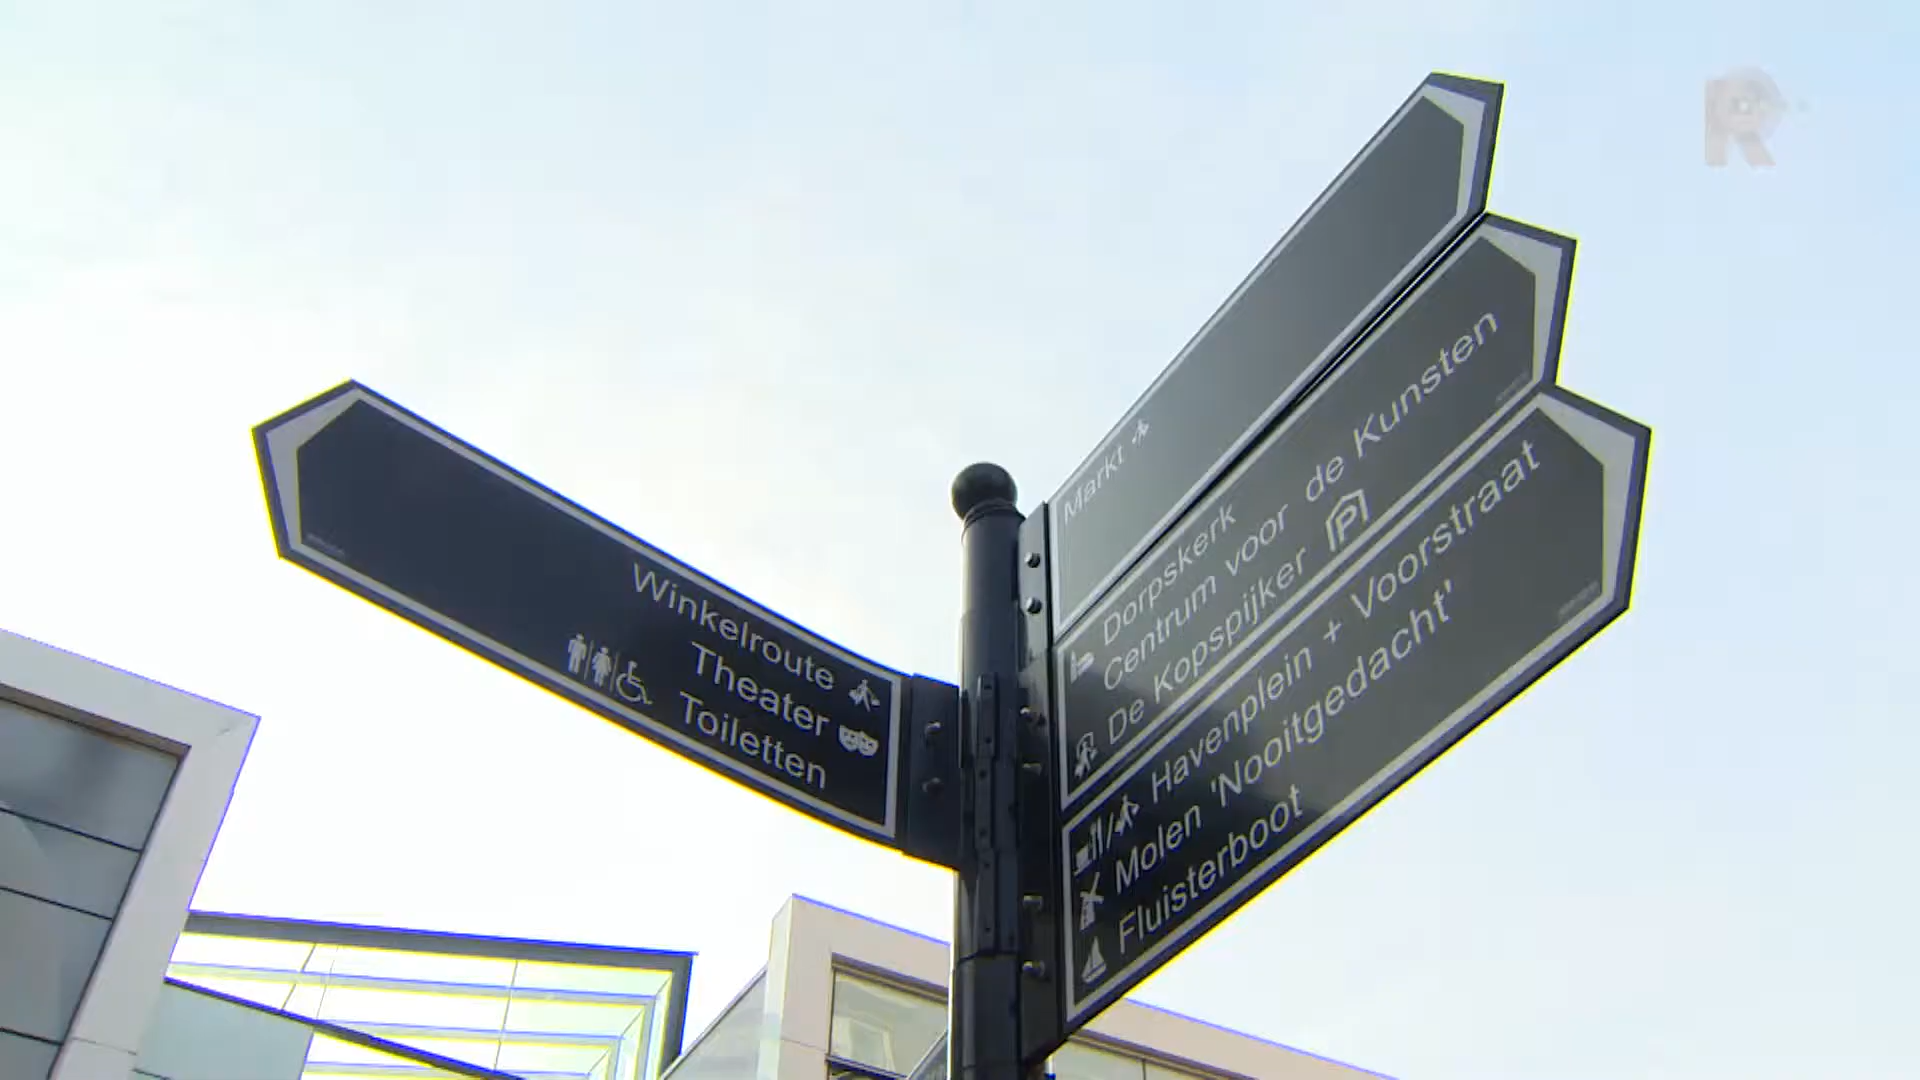 Winkelroute
Theater
Toiletten
Markt
Dorpskerk
Centrum voor de Kunsten
De Kopspijker P
Havenplein + Voorstraat
Molen 'Nooitgedacht'
Fluisterboot
R